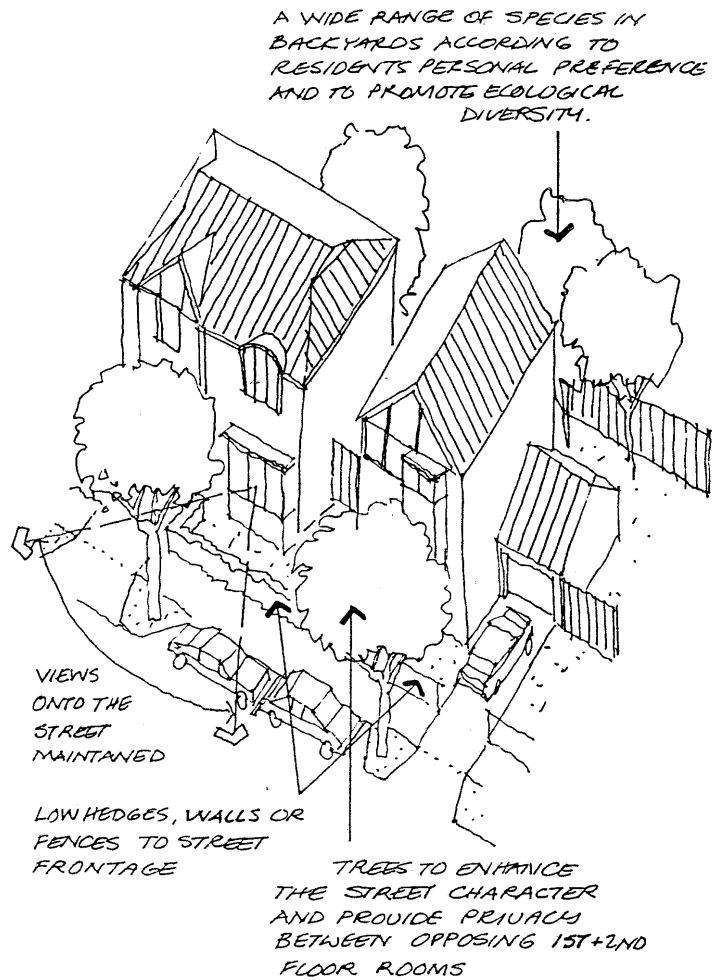 A WIDE RANGE OF SPECIES IN
BACKYARDS ACCORDING TO
RESIDENTS PERSONAL PREFERENCE
AND TO PROMOTE ECOLOGICAL
DIVERSITY.
VIEWS
ONTO THE
STREET
MAINTANED
LOW HEDGES, WALLS OR
FENCES TO STREET
FRONTAGE
TREES TO ENHANCE
THE STREET CHARACTER
AND PROVIDE PRIVACY
BETWEEN OPPOSING 1ST+2ND
FLOOR ROOMS